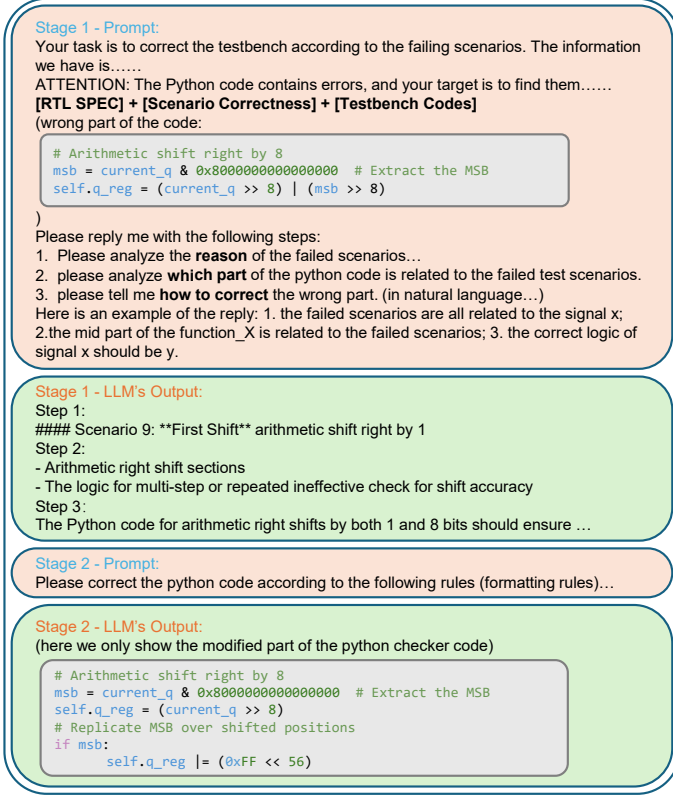 Stage 1 - Prompt:
Your task is to correct the testbench according to the failing scenarios. The information
we have is……
ATTENTION: The Python code contains errors, and your target is to find them……
[RTL SPEC] + [Scenario Correctness] + [Testbench Codes]
(wrong part of the code:
# Arithmetic shift right by 8
msb = current_q & 0x8000000000000000  # Extract the MSB
self.q_reg = (current_q >> 8) | (msb >> 8)
)
Please reply me with the following steps:
1. Please analyze the reason of the failed scenarios…
2. please analyze which part of the python code is related to the failed test scenarios.
3. please tell me how to correct the wrong part. (in natural language…)
Here is an example of the reply: 1. the failed scenarios are all related to the signal x;
2.the mid part of the function_X is related to the failed scenarios; 3. the correct logic of
signal x should be y.
Stage 1 - LLM's Output:
Step 1:
#### Scenario 9: **First Shift** arithmetic shift right by 1
Step 2:
- Arithmetic right shift sections
- The logic for multi-step or repeated ineffective check for shift accuracy
Step 3:
The Python code for arithmetic right shifts by both 1 and 8 bits should ensure …
Stage 2 - Prompt:
Please correct the python code according to the following rules (formatting rules)…
Stage 2 - LLM's Output:
(here we only show the modified part of the python checker code)
# Arithmetic shift right by 8
msb = current_q & 0x8000000000000000  # Extract the MSB
self.q_reg = (current_q >> 8)
# Replicate MSB over shifted positions
if msb:
self.q_reg |= (0xFF << 56)